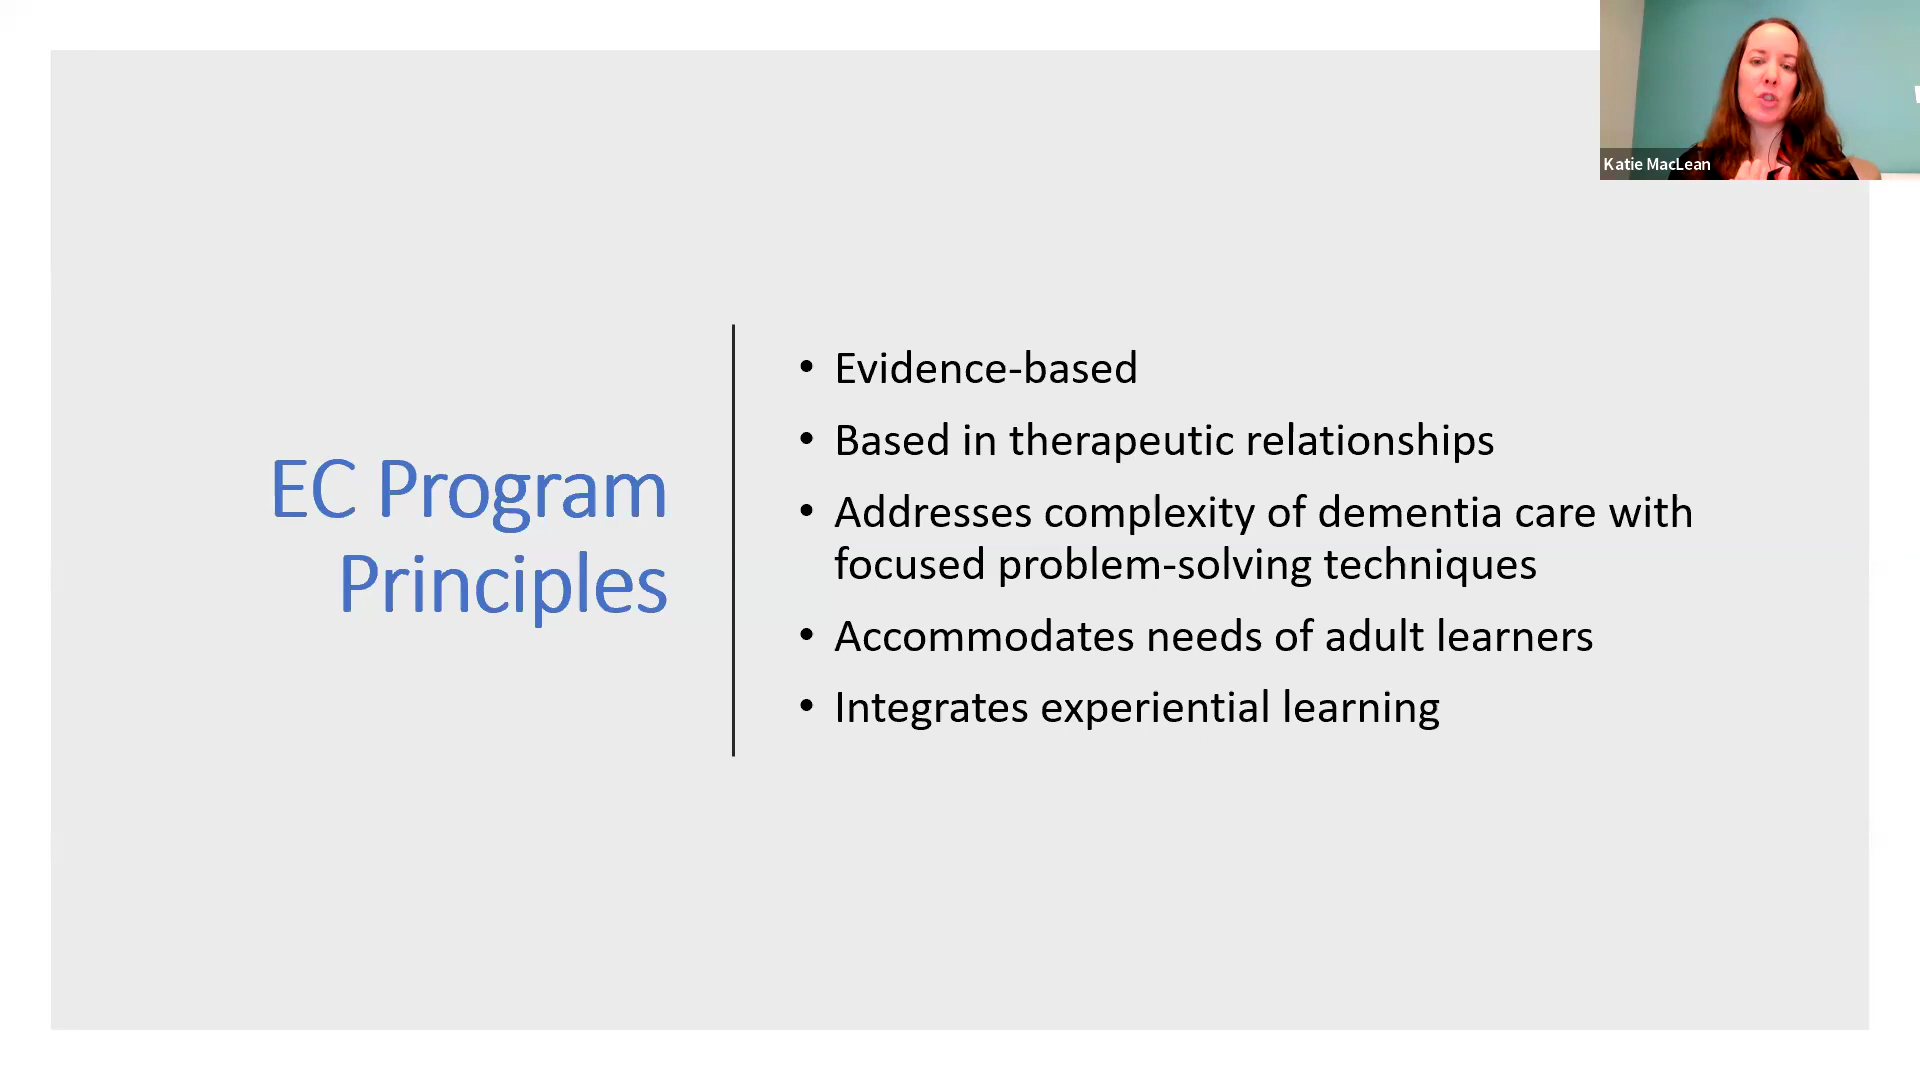 Katie MacLean
EC Program
Principles
• Evidence-based
• Based in therapeutic relationships
• Addresses complexity of dementia care with
focused problem-solving techniques
• Accommodates needs of adult learners
• Integrates experiential learning